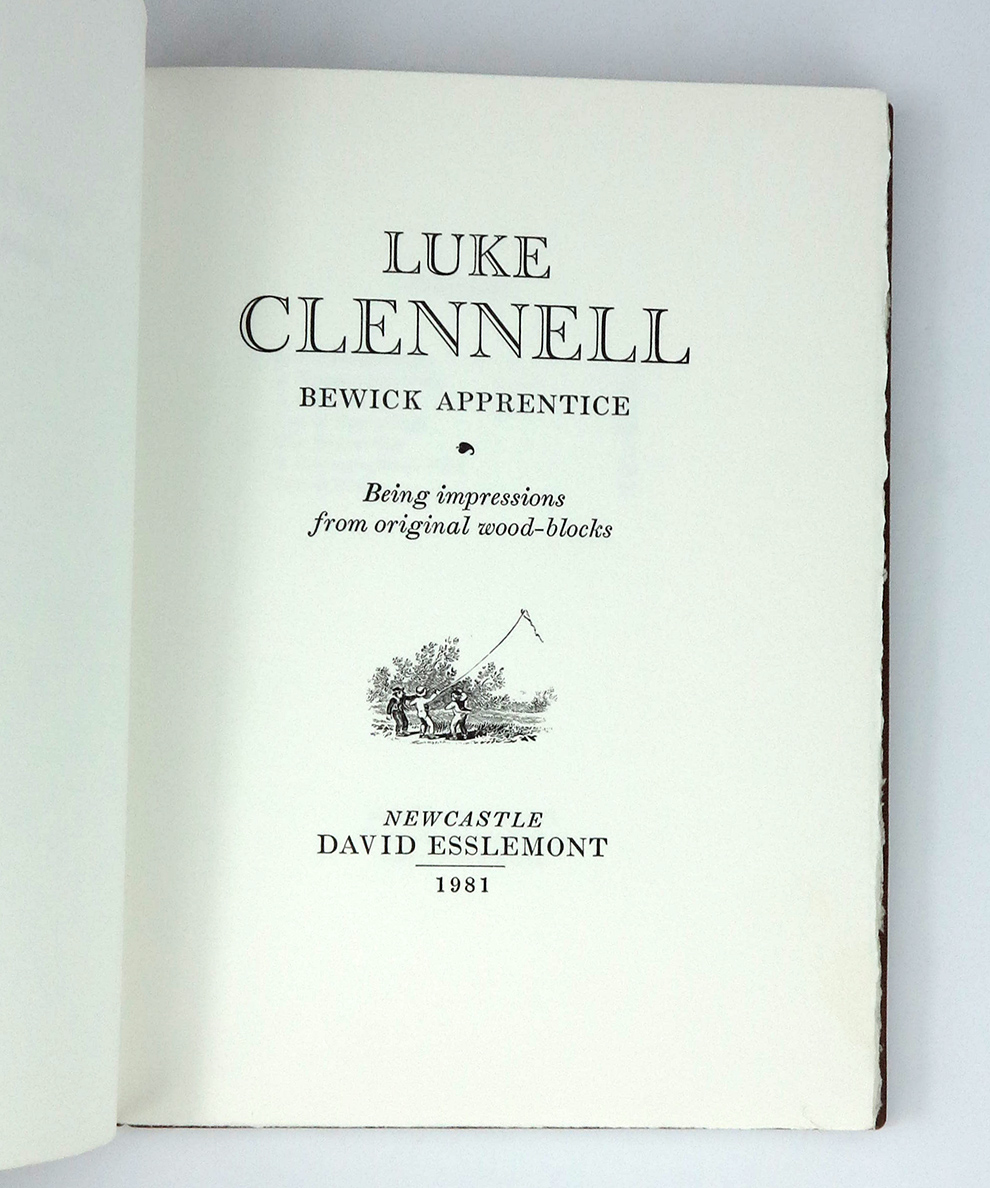 LUKE
CLENNELL
BEWICK APPRENTICE
Being impressions
from original wood-blocks
NEWCASTLE
DAVID ESSLEMONT
1981